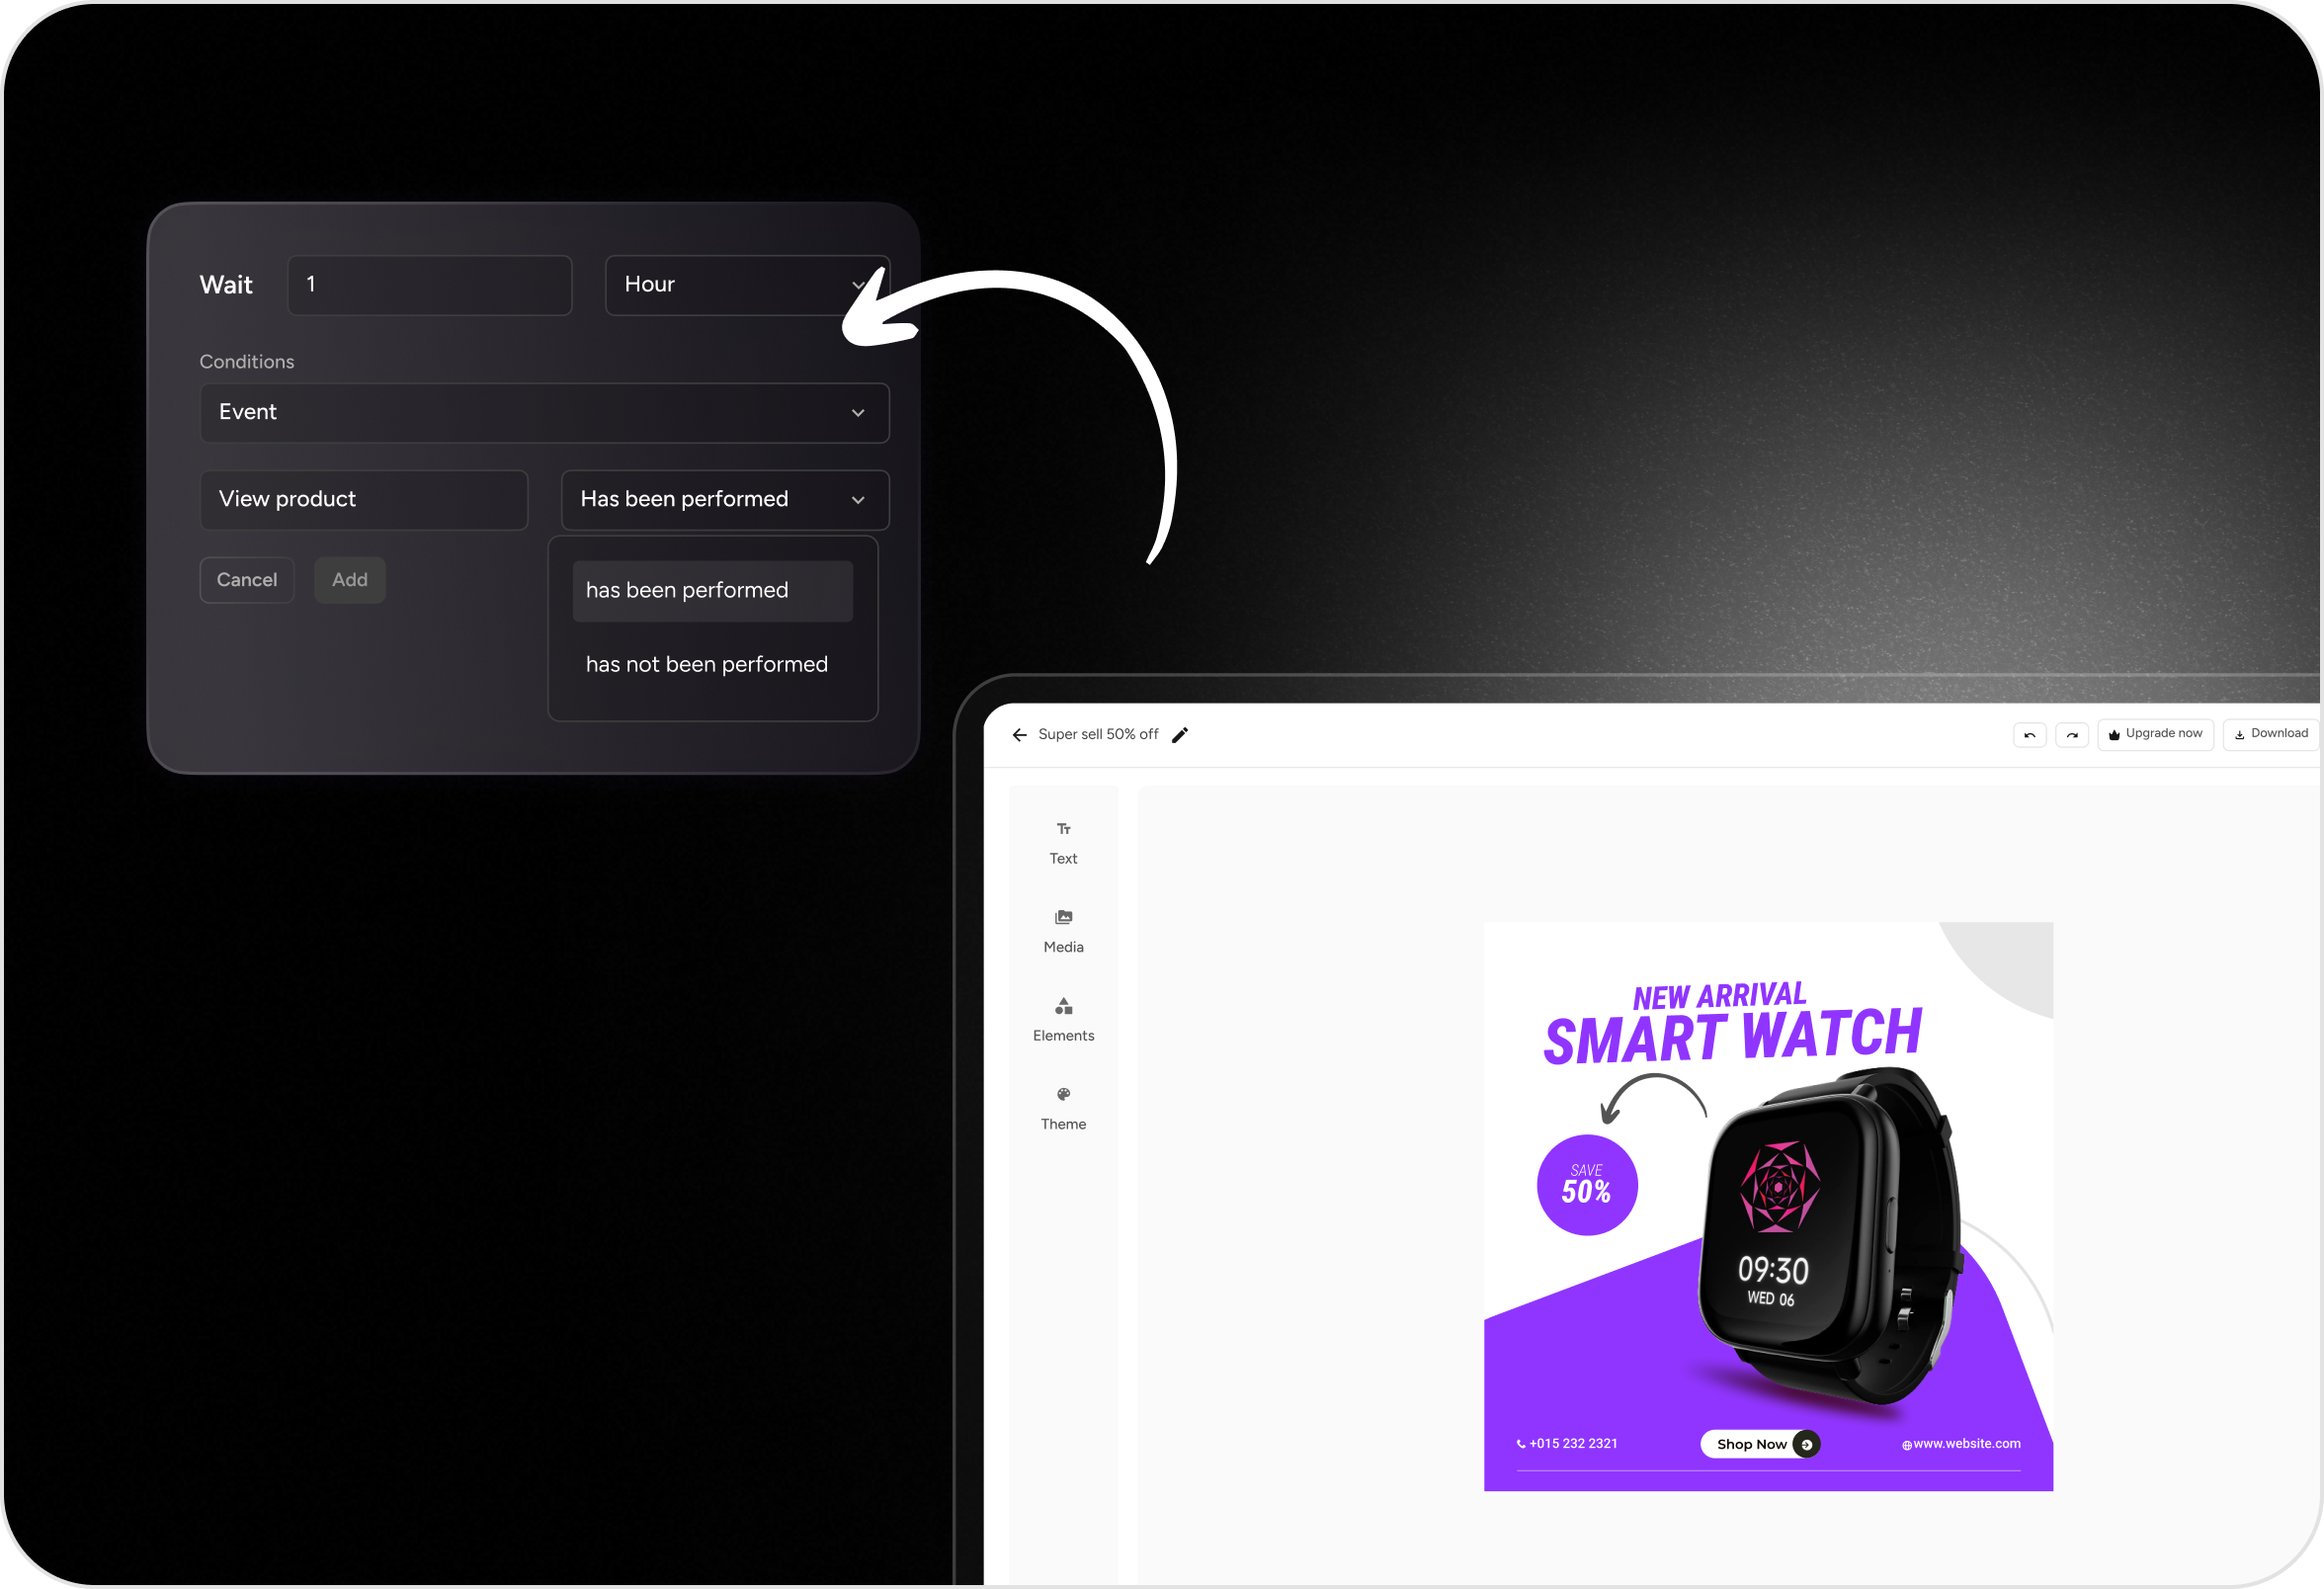 Wait 1 Hour
Conditions
Event
View product Has been performed
Cancel Add
has been performed
has not been performed
Super sell 50% off
Upgrade now Download
Text
Media
Elements
Theme
NEW ARRIVAL
SMART WATCH
SAVE
50%
09:30
WED 06
+015 232 2321 Shop Now www.website.com